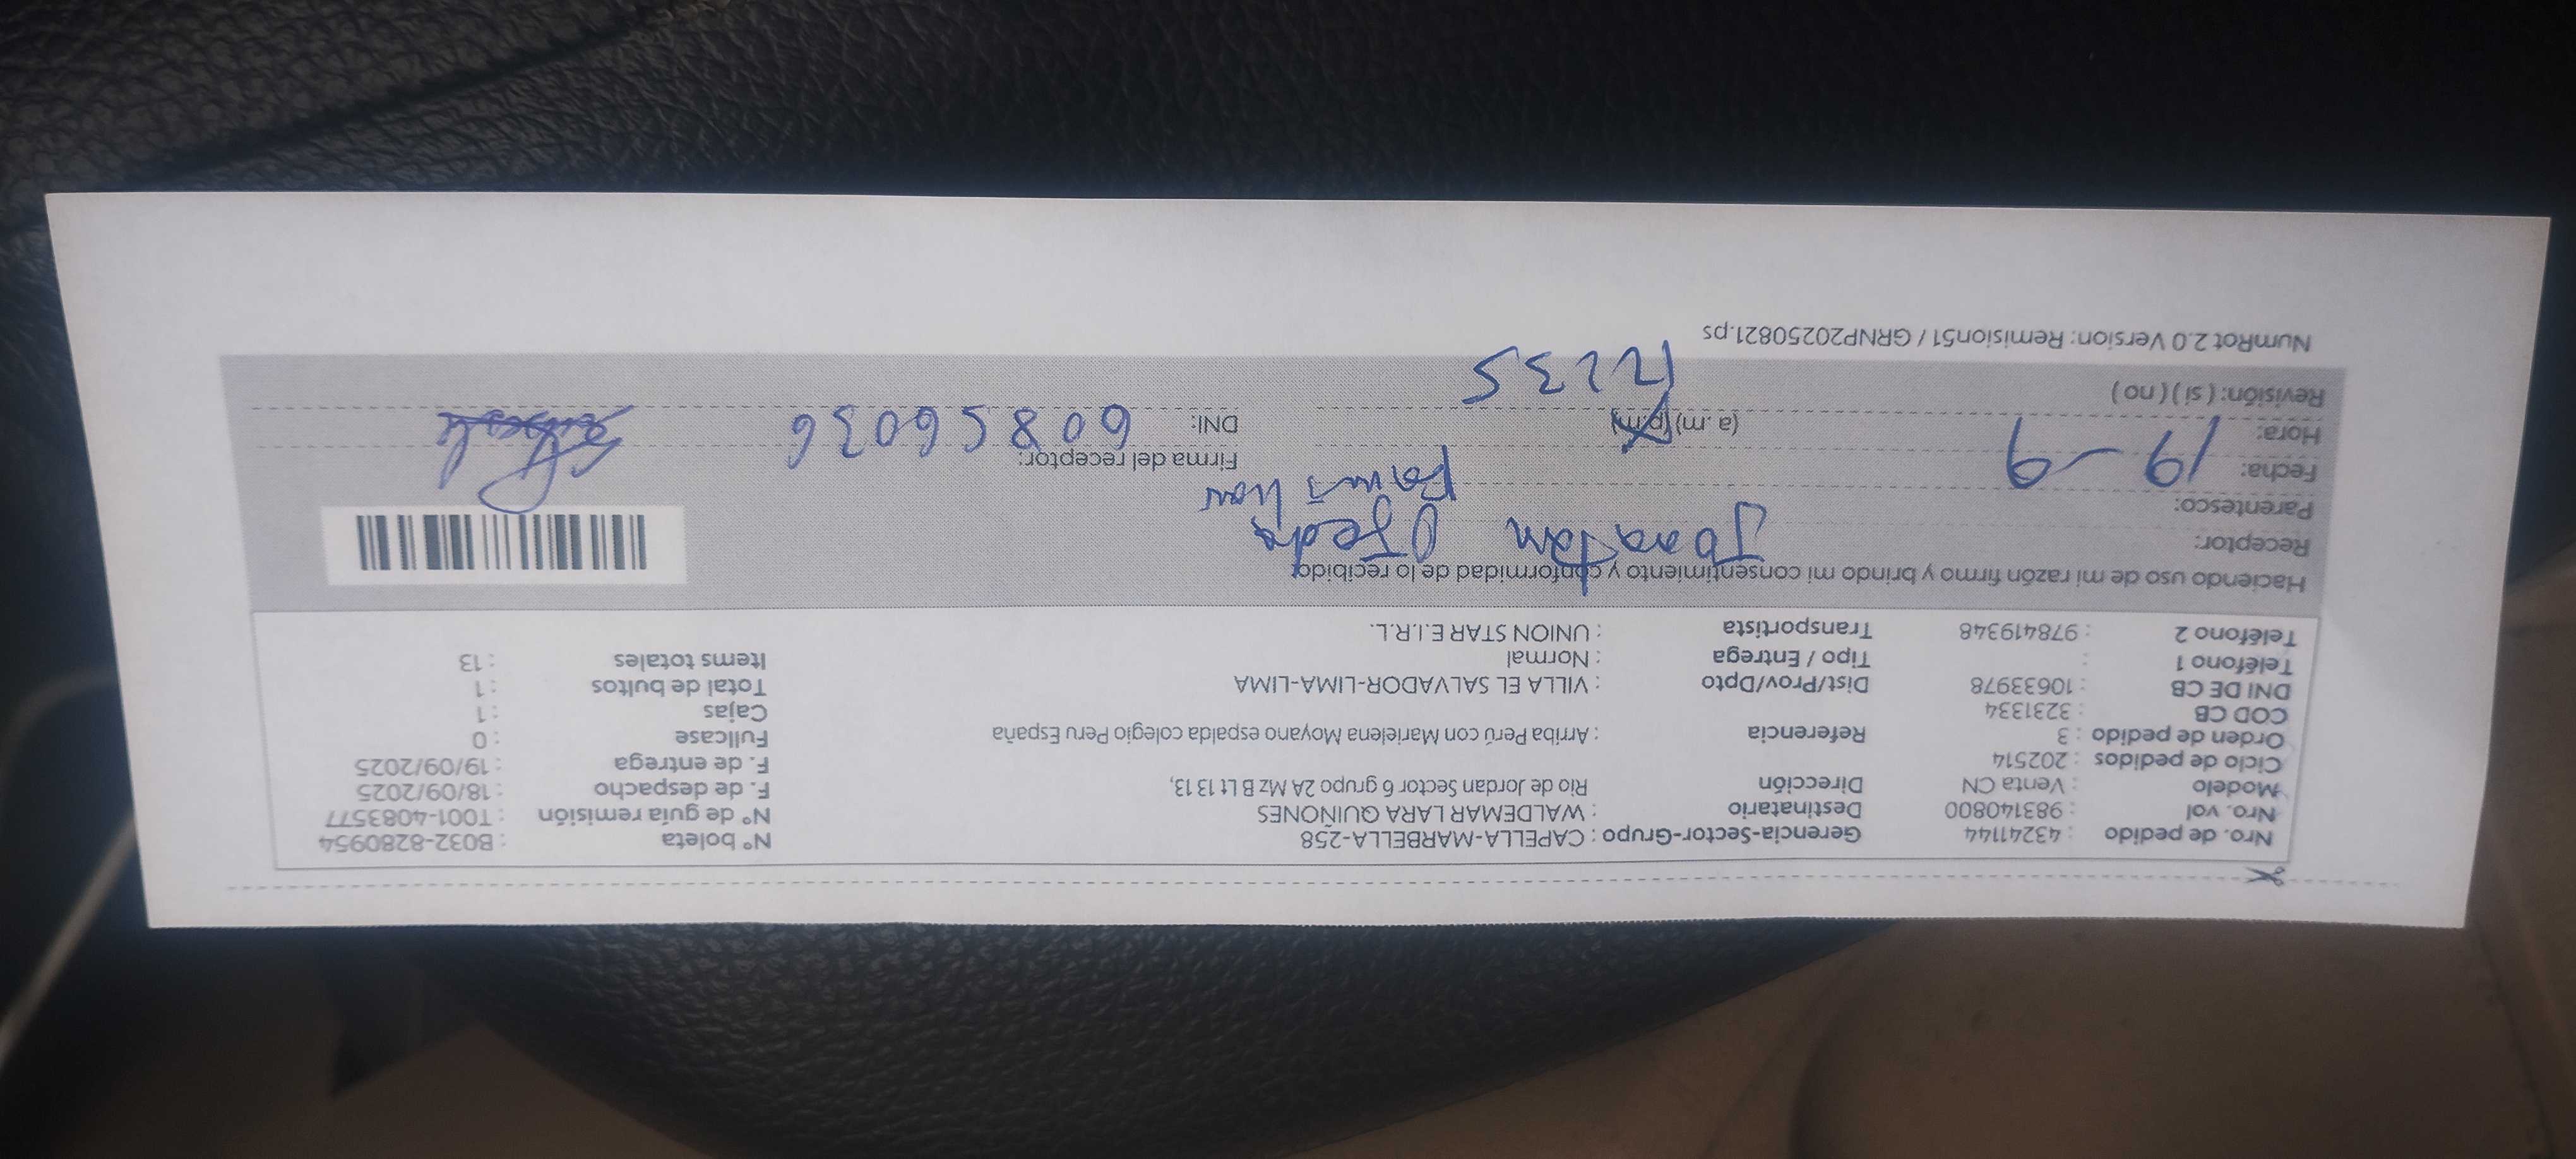 Nro. de pedido : 43241144 Gerencia-Sector-Grupo : CAPELLA-MARBELLA-258 N° boleta : B032-8280954
Nro. vol : 983140800 Destinatario : WALDEMAR LARA QUIÑONES N° de guía remisión : T001-4083577
Modelo : Venta CN Dirección Rio de Jordan Sector 6 grupo 2A Mz B Lt 13 13, F. de despacho : 18/09/2025
Ciclo de pedidos : 202514 F. de entrega : 19/09/2025
Orden de pedido : 3 Referencia : Arriba Perú con Marielena Moyano espalda colegio Peru España Fullcase : 0
COD CB : 3231334 Cajas : 1
DNI DE CB : 10633978 Dist/Prov/Dpto : VILLA EL SALVADOR-LIMA-LIMA Total de bultos : 1
Teléfono 1 : Tipo / Entrega : Normal Items totales : 13
Teléfono 2 : 978419348 Transportista : UNION STAR E.I.R.L.
Haciendo uso de mi razón firmo y brindo mi consentimiento y conformidad de lo recibido.
Receptor: Jonatan Ojeda
Parentesco:
Fecha: 19-9 Firma del receptor:
Hora: (a.m) (p.m) DNI: 60856036
Revisión: ( si ) ( no ) 12235
NumRot 2.0 Version: Remision51 / GRNP20250821.ps